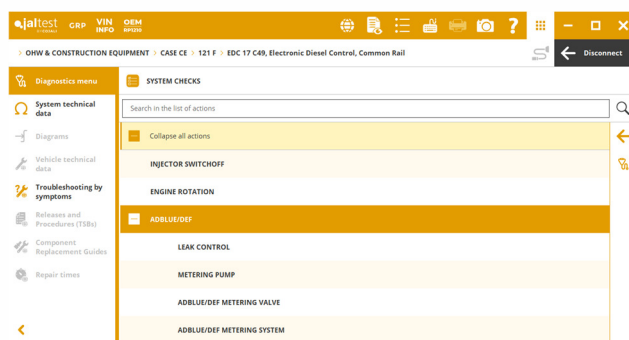 jaltest
GRP
VIN
INFO
OEM
?
> OHW & CONSTRUCTION EQUIPMENT > CASE CE > 121 F > EDC 17 C49, Electronic Diesel Control, Common Rail
Disconnect
Diagnostics menu
System technical
data
Diagrams
Vehicle technical
data
Troubleshooting by
symptoms
Releases and
Procedures (TSBs)
Component
Replacement Guides
Repair times
SYSTEM CHECKS
Search in the list of actions
Collapse all actions
INJECTOR SWITCHOFF
ENGINE ROTATION
ADBLUE/DEF
LEAK CONTROL
METERING PUMP
ADBLUE/DEF METERING VALVE
ADBLUE/DEF METERING SYSTEM